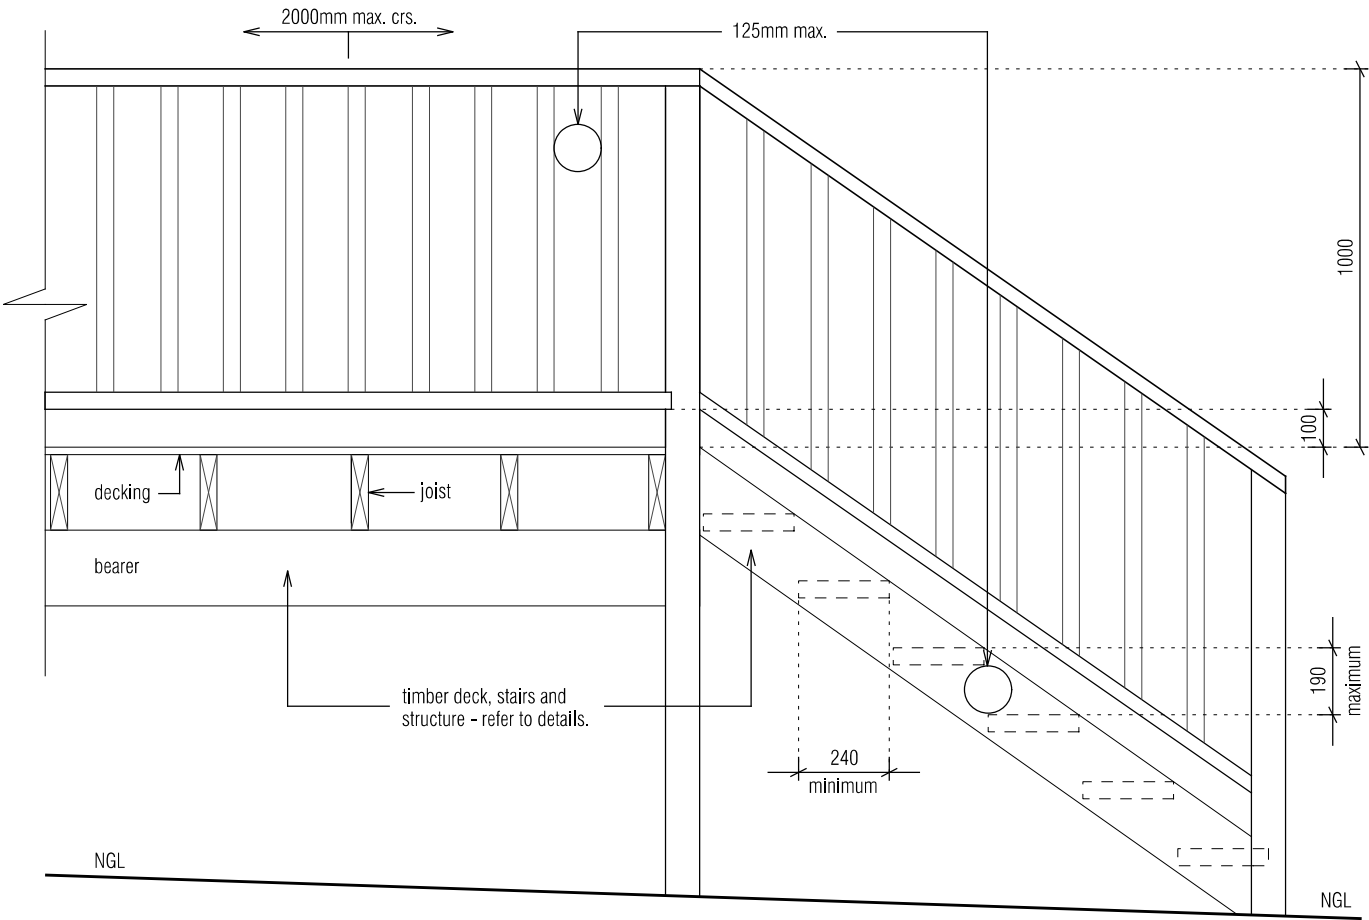 2000mm max. crs.
125mm max.
1000
100
decking
joist
bearer
190
maximum
timber deck, stairs and
structure - refer to details.
240
minimum
NGL
NGL